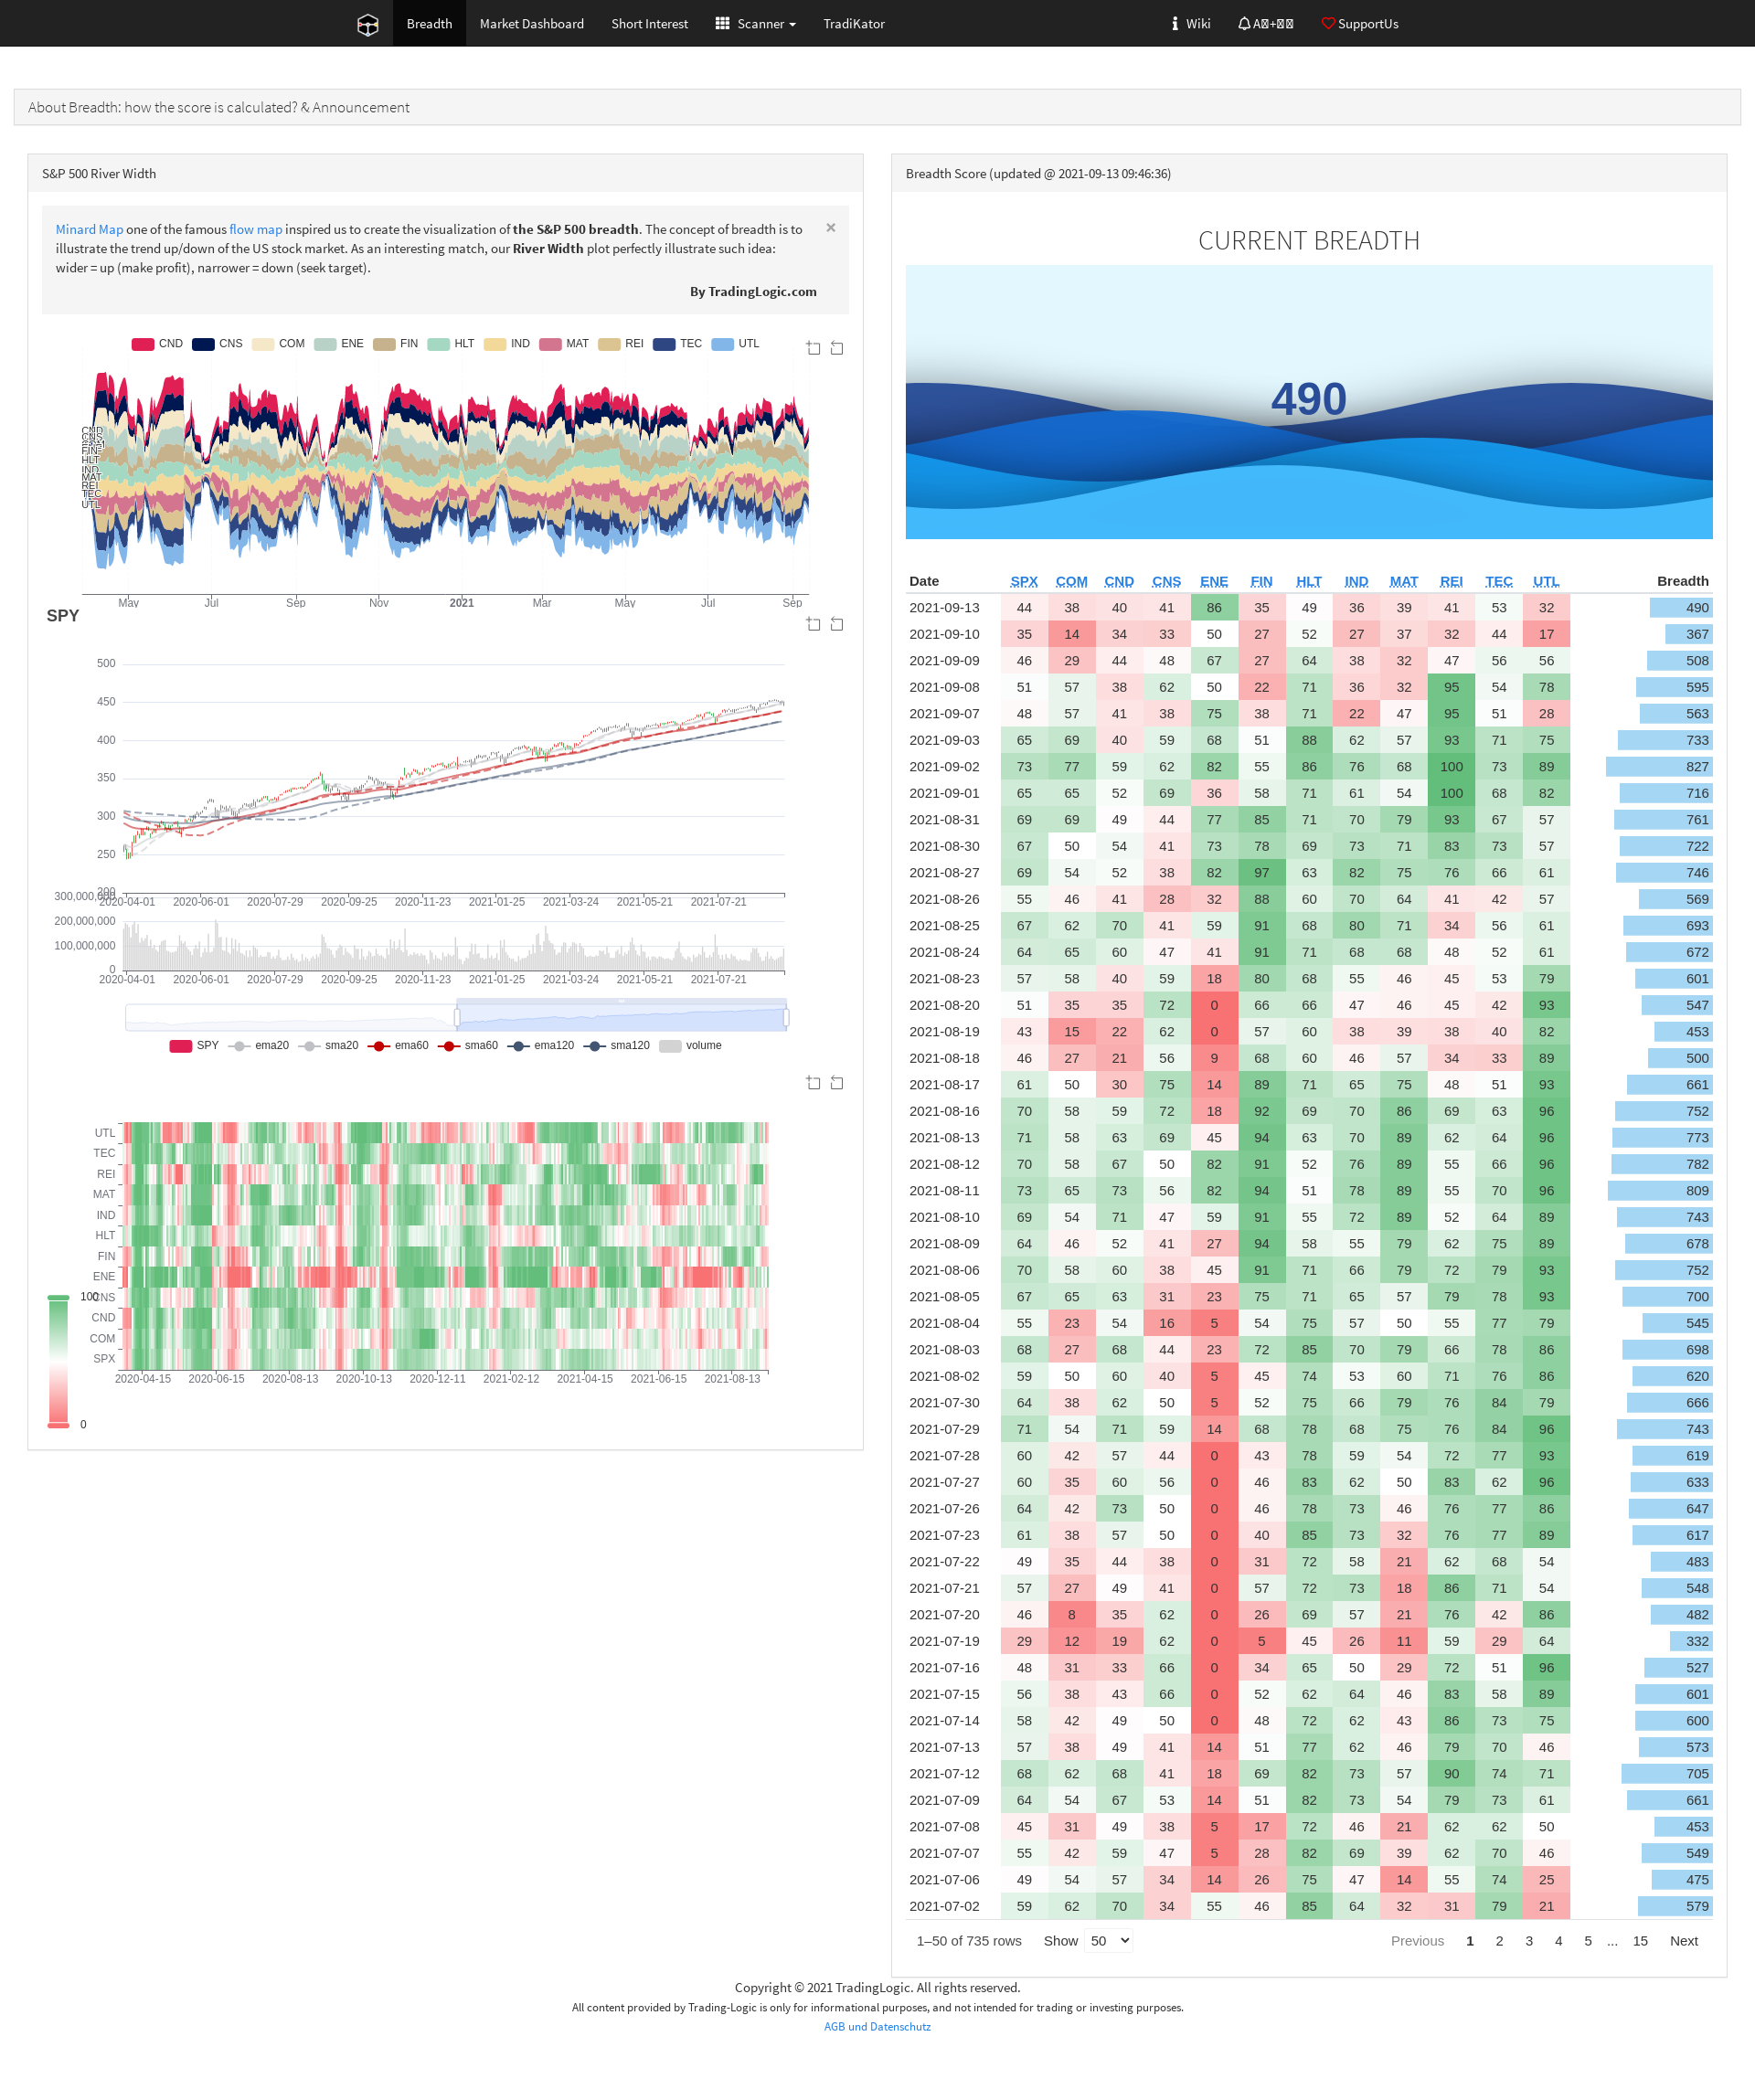 Breadth Market Dashboard Short Interest Scanner TradiKator Wiki SupportUs
About Breadth: how the score is calculated? & Announcement
S&P 500 River Width
Minard Map one of the famous flow map inspired us to create the visualization of the S&P 500 breadth. The concept of breadth is to
illustrate the trend up/down of the US stock market. As an interesting match, our River Width plot perfectly illustrate such idea:
wider = up (make profit), narrower = down (seek target).
×
By TradingLogic.com
CND CNS COM ENE FIN HLT IND MAT REI TEC UTL
CND
CNS
FIN
HLT
IND
MAT
REI
TEC
UTL
May Jul Sep Nov 2021 Mar May Jul Sep
SPY
500
450
400
350
300
250
200
2020-04-01 2020-06-01 2020-07-29 2020-09-25 2020-11-23 2021-01-25 2021-03-24 2021-05-21 2021-07-21
300,000,000
200,000,000
100,000,000
0
2020-04-01 2020-06-01 2020-07-29 2020-09-25 2020-11-23 2021-01-25 2021-03-24 2021-05-21 2021-07-21
SPY ema20 sma20 ema60 sma60 ema120 sma120 volume
UTL
TEC
REI
MAT
IND
HLT
FIN
ENE
CNS
CND
COM
SPX
100
0
2020-04-15 2020-06-15 2020-08-13 2020-10-13 2020-12-11 2021-02-12 2021-04-15 2021-06-15 2021-08-13
Breadth Score (updated @ 2021-09-13 09:46:36)
CURRENT BREADTH
490
Date SPX COM CND CNS ENE FIN HLT IND MAT REI TEC UTL Breadth
2021-09-13 44 38 40 41 86 35 49 36 39 41 53 32 490
2021-09-10 35 14 34 33 50 27 52 27 37 32 44 17 367
2021-09-09 46 29 44 48 67 27 64 38 32 47 56 56 508
2021-09-08 51 57 38 62 50 22 71 36 32 95 54 78 595
2021-09-07 48 57 41 38 75 38 71 22 47 95 51 28 563
2021-09-03 65 69 40 59 68 51 88 62 57 93 71 75 733
2021-09-02 73 77 59 62 82 55 86 76 68 100 73 89 827
2021-09-01 65 65 52 69 36 58 71 61 54 100 68 82 716
2021-08-31 69 69 49 44 77 85 71 70 79 93 67 57 761
2021-08-30 67 50 54 41 73 78 69 73 71 83 73 57 722
2021-08-27 69 54 52 38 82 97 63 82 75 76 66 61 746
2021-08-26 55 46 41 28 32 88 60 70 64 41 42 57 569
2021-08-25 67 62 70 41 59 91 68 80 71 34 56 61 693
2021-08-24 64 65 60 47 41 91 71 68 68 48 52 61 672
2021-08-23 57 58 40 59 18 80 68 55 46 45 53 79 601
2021-08-20 51 35 35 72 0 66 66 47 46 45 42 93 547
2021-08-19 43 15 22 62 0 57 60 38 39 38 40 82 453
2021-08-18 46 27 21 56 9 68 60 46 57 34 33 89 500
2021-08-17 61 50 30 75 14 89 71 65 75 48 51 93 661
2021-08-16 70 58 59 72 18 92 69 70 86 69 63 96 752
2021-08-13 71 58 63 69 45 94 63 70 89 62 64 96 773
2021-08-12 70 58 67 50 82 91 52 76 89 55 66 96 782
2021-08-11 73 65 73 56 82 94 51 78 89 55 70 96 809
2021-08-10 69 54 71 47 59 91 55 72 89 52 64 89 743
2021-08-09 64 46 52 41 27 94 58 55 79 62 75 89 678
2021-08-06 70 58 60 38 45 91 71 66 79 72 79 93 752
2021-08-05 67 65 63 31 23 75 71 65 57 79 78 93 700
2021-08-04 55 23 54 16 5 54 75 57 50 55 77 79 545
2021-08-03 68 27 68 44 23 72 85 70 79 66 78 86 698
2021-08-02 59 50 60 40 5 45 74 53 60 71 76 86 620
2021-07-30 64 38 62 50 5 52 75 66 79 76 84 79 666
2021-07-29 71 54 71 59 14 68 78 68 75 76 84 96 743
2021-07-28 60 42 57 44 0 43 78 59 54 72 77 93 619
2021-07-27 60 35 60 56 0 46 83 62 50 83 62 96 633
2021-07-26 64 42 73 50 0 46 78 73 46 76 77 86 647
2021-07-23 61 38 57 50 0 40 85 73 32 76 77 89 617
2021-07-22 49 35 44 38 0 31 72 58 21 62 68 54 483
2021-07-21 57 27 49 41 0 57 72 73 18 86 71 54 548
2021-07-20 46 8 35 62 0 26 69 57 21 76 42 86 482
2021-07-19 29 12 19 62 0 5 45 26 11 59 29 64 332
2021-07-16 48 31 33 66 0 34 65 50 29 72 51 96 527
2021-07-15 56 38 43 66 0 52 62 64 46 83 58 89 601
2021-07-14 58 42 49 50 0 48 72 62 43 86 73 75 600
2021-07-13 57 38 49 41 14 51 77 62 46 79 70 46 573
2021-07-12 68 62 68 41 18 69 82 73 57 90 74 71 705
2021-07-09 64 54 67 53 14 51 82 73 54 79 73 61 661
2021-07-08 45 31 49 38 5 17 72 46 21 62 62 50 453
2021-07-07 55 42 59 47 5 28 82 69 39 62 70 46 549
2021-07-06 49 54 57 34 14 26 75 47 14 55 74 25 475
2021-07-02 59 62 70 34 55 46 85 64 32 31 79 21 579
1–50 of 735 rows Show 50 Previous 1 2 3 4 5 ... 15 Next
Copyright © 2021 TradingLogic. All rights reserved.
All content provided by Trading-Logic is only for informational purposes, and not intended for trading or investing purposes.
AGB und Datenschutz